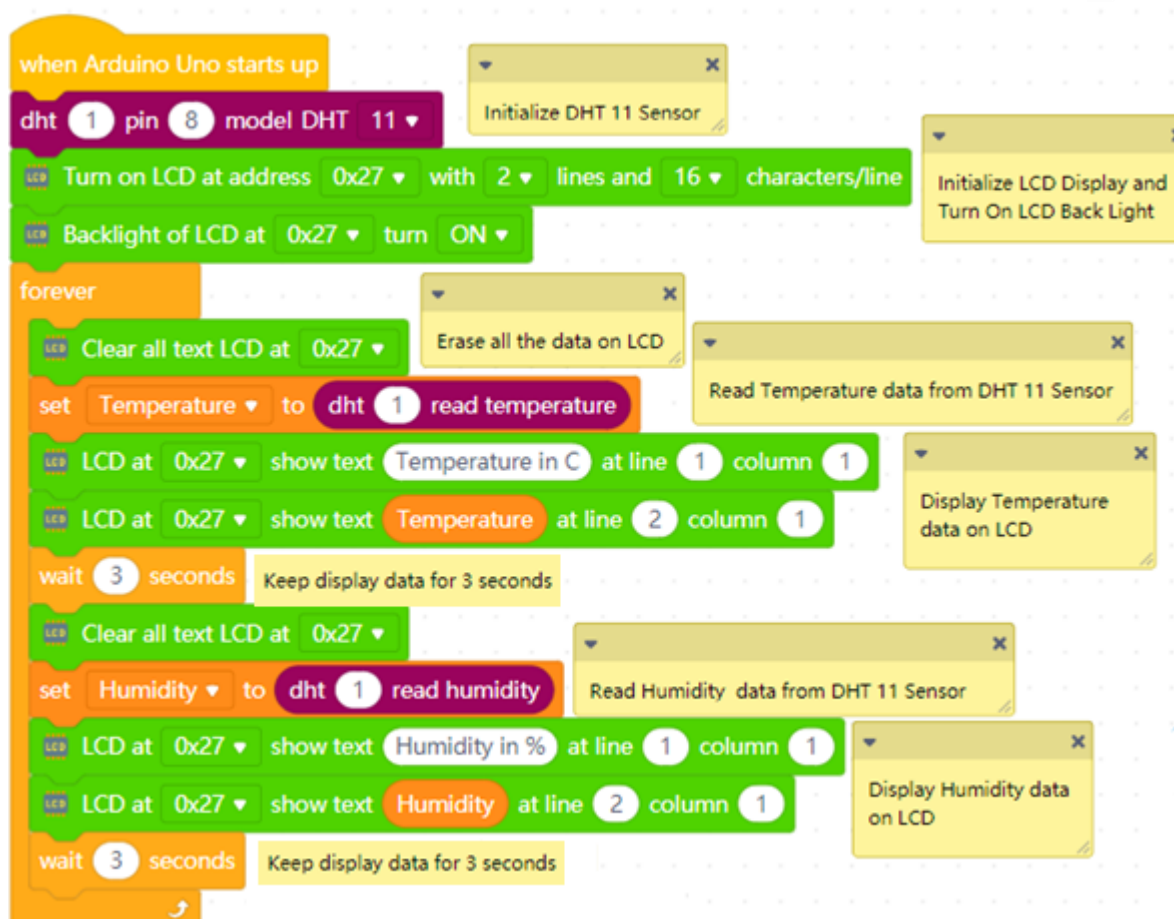 when Arduino Uno starts up
Initialize DHT 11 Sensor
dht 1 pin 8 model DHT 11
Turn on LCD at address 0x27 with 2 lines and 16 characters/line
Initialize LCD Display and
Turn On LCD Back Light
Backlight of LCD at 0x27 turn ON
forever
Clear all text LCD at 0x27
Erase all the data on LCD
set Temperature to dht 1 read temperature
Read Temperature data from DHT 11 Sensor
LCD at 0x27 show text Temperature in C at line 1 column 1
LCD at 0x27 show text Temperature at line 2 column 1
Display Temperature
data on LCD
wait 3 seconds
Keep display data for 3 seconds
Clear all text LCD at 0x27
set Humidity to dht 1 read humidity
Read Humidity data from DHT 11 Sensor
LCD at 0x27 show text Humidity in % at line 1 column 1
LCD at 0x27 show text Humidity at line 2 column 1
Display Humidity data
on LCD
wait 3 seconds
Keep display data for 3 seconds